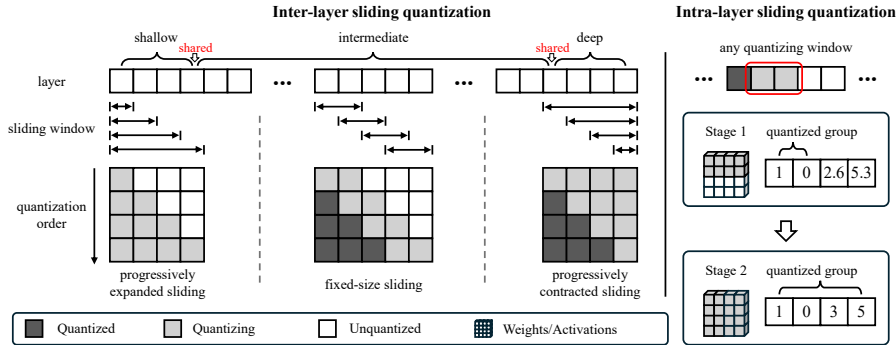 Inter-layer sliding quantization
Intra-layer sliding quantization
shallow
shared
intermediate
shared
deep
any quantizing window
layer
...
...
...
...
sliding window
Stage 1
quantized group
1 0 2.6 5.3
quantization
order
progressively
expanded sliding
fixed-size sliding
progressively
contracted sliding
Stage 2
quantized group
1 0 3 5
Quantized
Quantizing
Unquantized
Weights/Activations